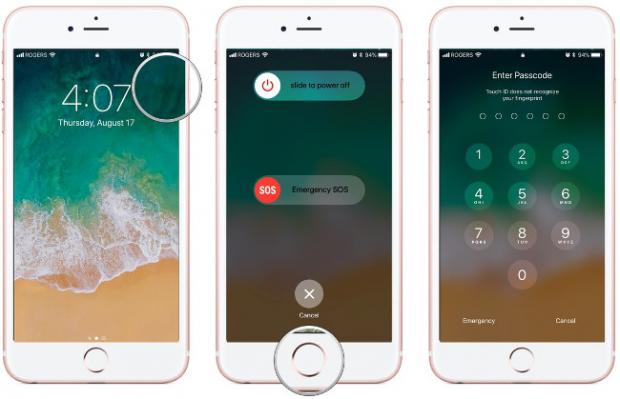 ROGERS
4:07
Thursday, August 17
ROGERS
94%
slide to power off
SOS
Emergency SOS
Cancel
ROGERS
94%
Enter Passcode
Touch ID does not recognize
your fingerprint
1 2 3
ABC DEF
4 5 6
GHI JKL MNO
7 8 9
PQRS TUV WXYZ
0
Emergency Cancel